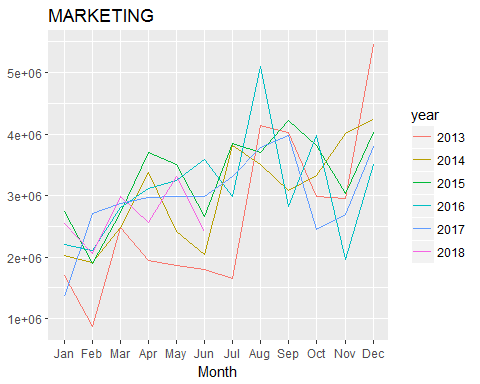 MARKETING
5e+06
4e+06
3e+06
2e+06
1e+06
Jan Feb Mar Apr May Jun Jul Aug Sep Oct Nov Dec
Month
year
2013
2014
2015
2016
2017
2018